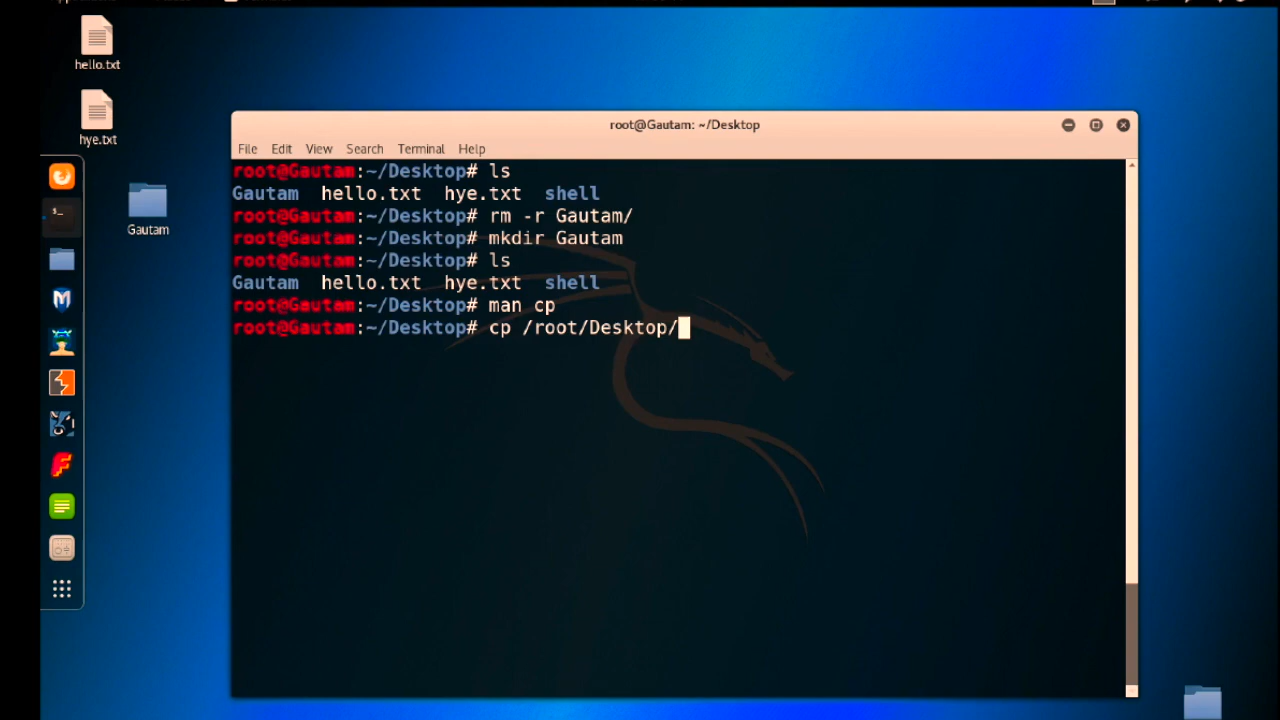 hello.txt
hye.txt
Gautam
root@Gautam: ~/Desktop
File Edit View Search Terminal Help
root@Gautam:~/Desktop# ls
Gautam hello.txt hye.txt shell
root@Gautam:~/Desktop# rm -r Gautam/
root@Gautam:~/Desktop# mkdir Gautam
root@Gautam:~/Desktop# ls
Gautam hello.txt hye.txt shell
root@Gautam:~/Desktop# man cp
root@Gautam:~/Desktop# cp /root/Desktop/